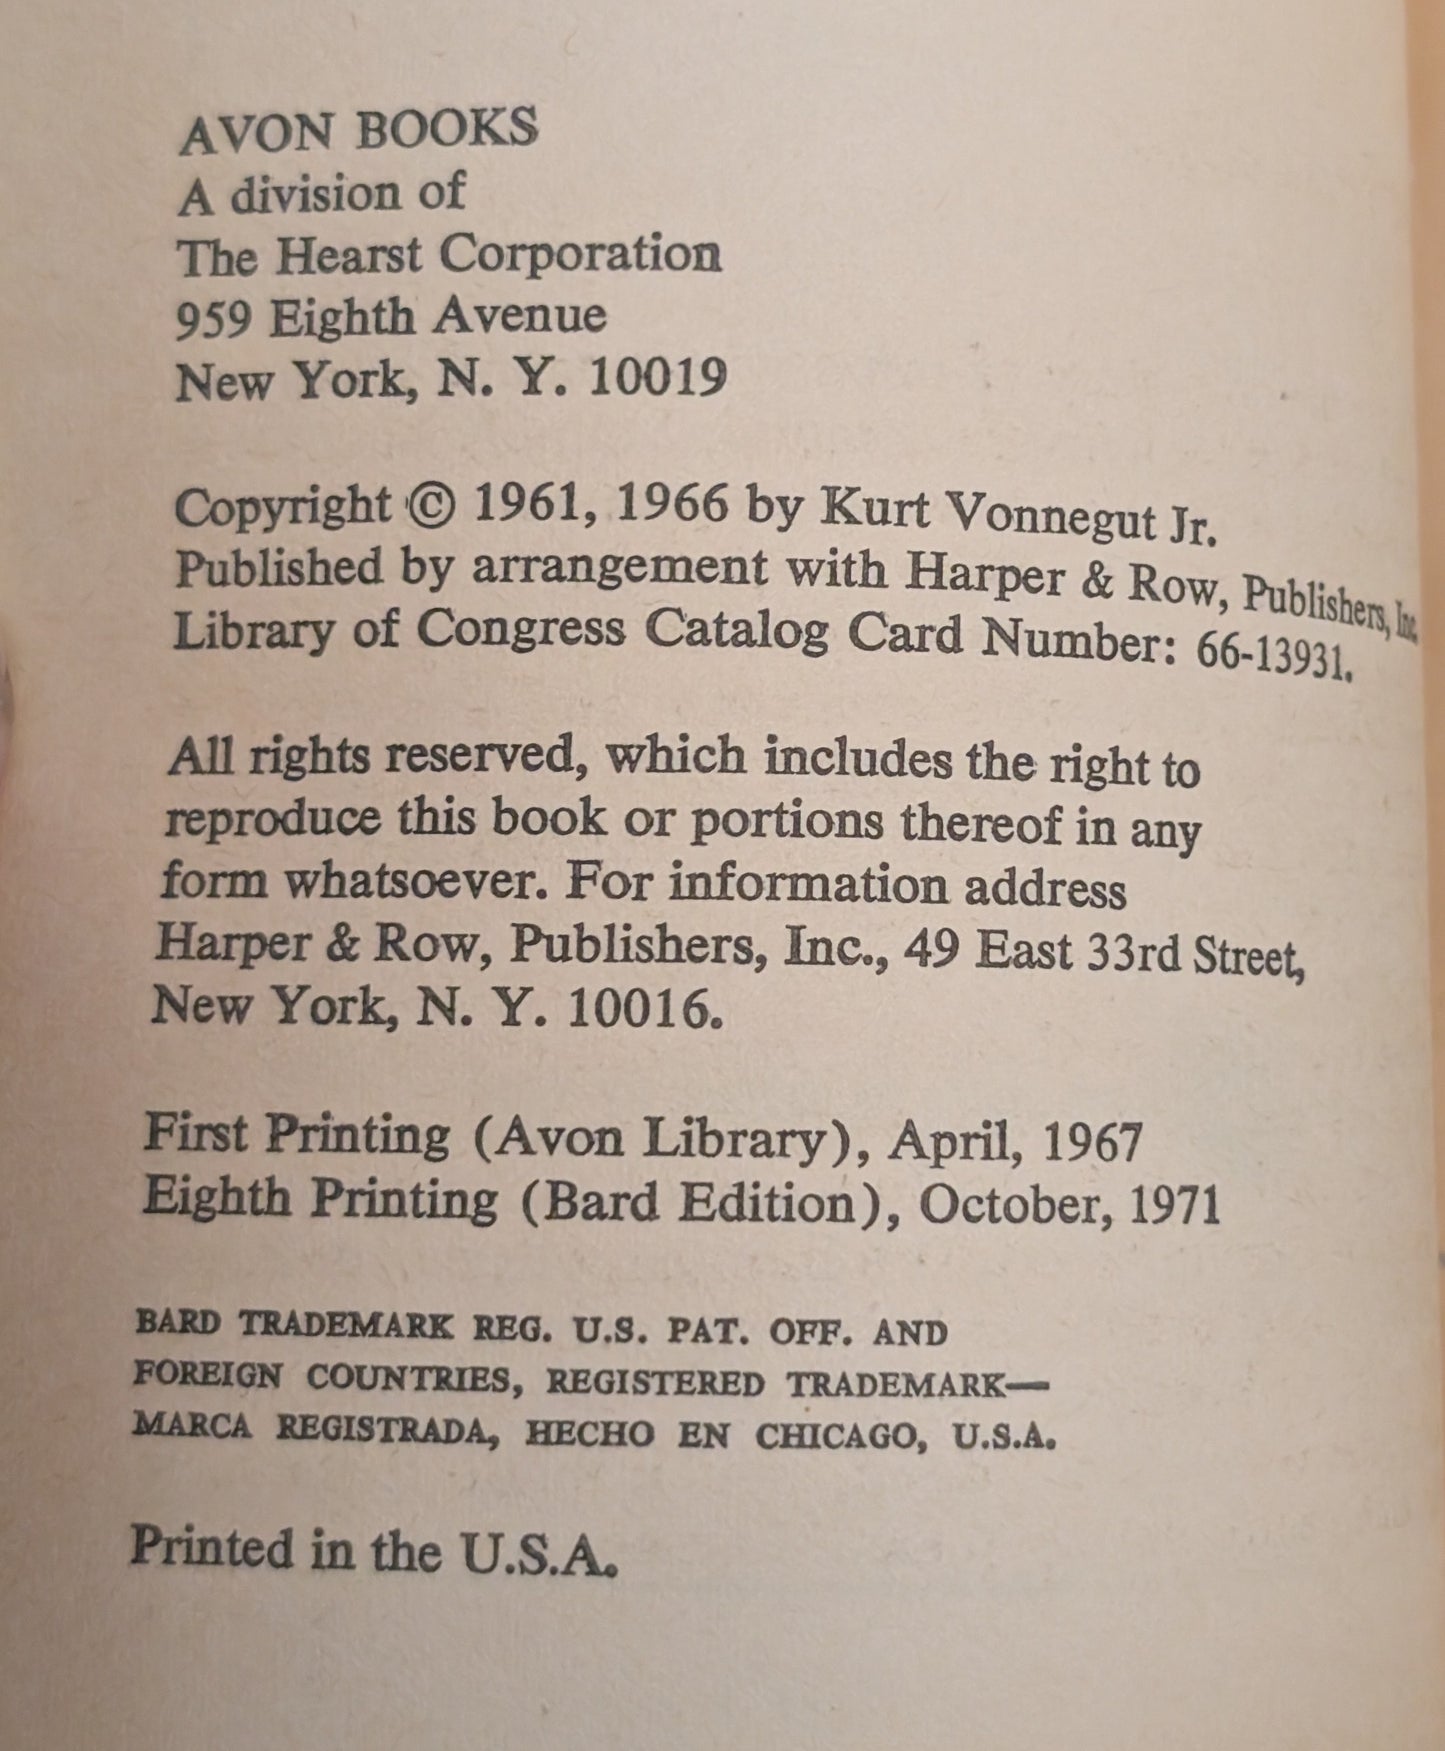 AVON BOOKS
A division of
The Hearst Corporation
959 Eighth Avenue
New York, N. Y. 10019
Copyright © 1961, 1966 by Kurt Vonnegut Jr.
Published by arrangement with Harper & Row, Publishers, Inc.
Library of Congress Catalog Card Number: 66-13931.
All rights reserved, which includes the right to
reproduce this book or portions thereof in any
form whatsoever. For information address
Harper & Row, Publishers, Inc., 49 East 33rd Street,
New York, N. Y. 10016.
First Printing (Avon Library), April, 1967
Eighth Printing (Bard Edition), October, 1971
BARD TRADEMARK REG. U.S. PAT. OFF. AND
FOREIGN COUNTRIES, REGISTERED TRADEMARK—
MARCA REGISTRADA, HECHO EN CHICAGO, U.S.A.
Printed in the U.S.A.